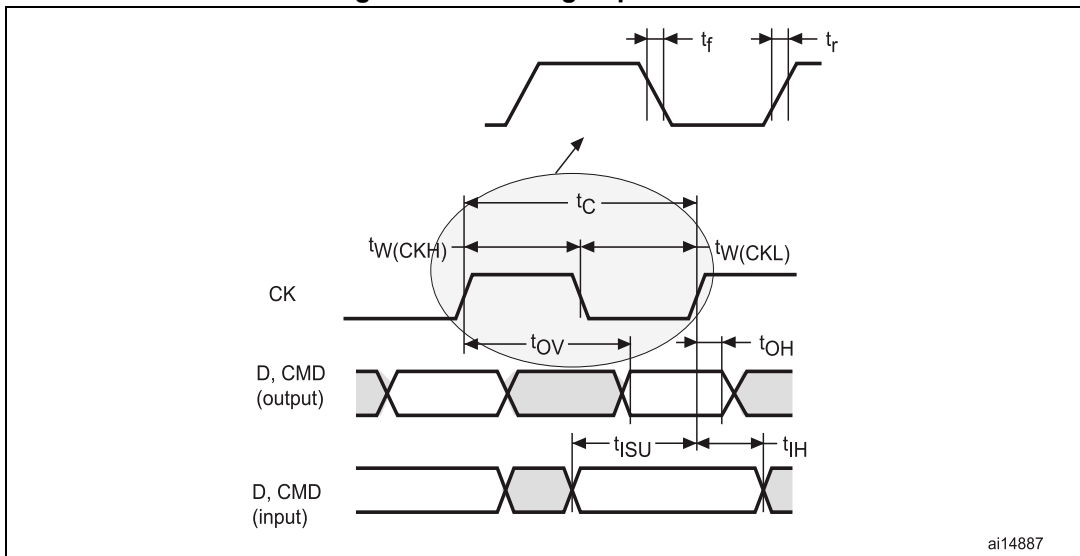 tf
tr
tC
tW(CKH)
tW(CKL)
CK
tOV
tOH
D, CMD
(output)
tISU
tIH
D, CMD
(input)
ai14887